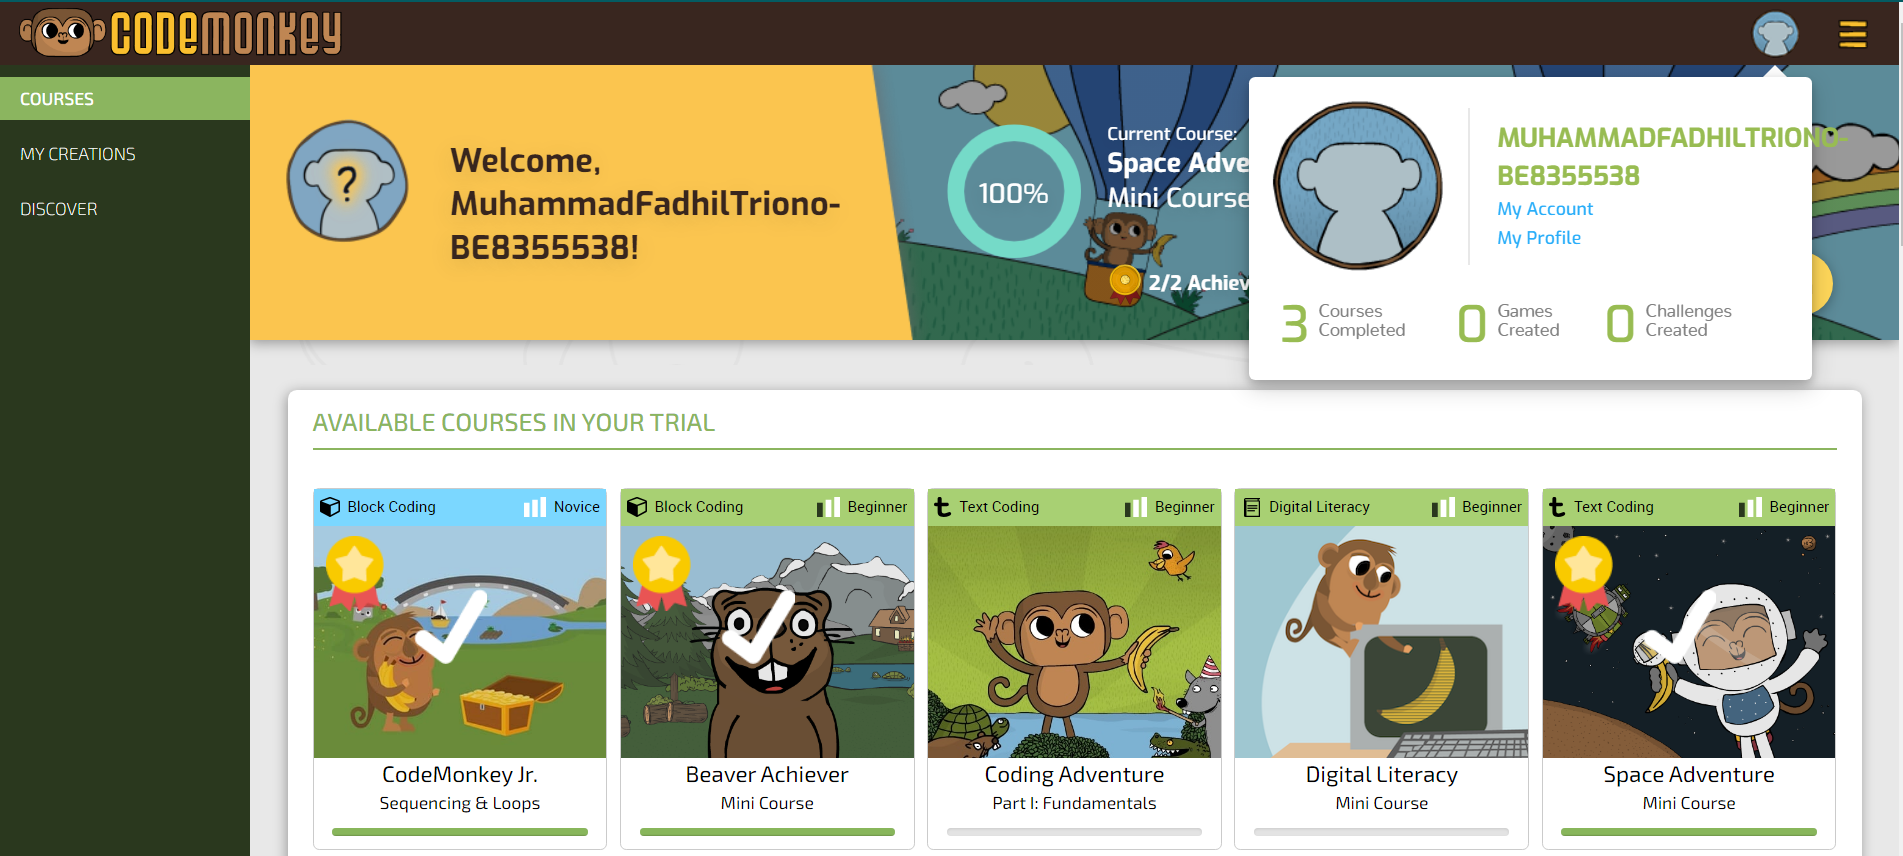 CODEMONKEY
COURSES
MY CREATIONS
DISCOVER
?
Welcome,
MuhammadFadhilTriono-
BE8355538!
100%
Current Course:
Space Adve
Mini Course
2/2 Achiev
MUHAMMADFADHILTRIONO-
BE8355538
My Account
My Profile
3 Courses
Completed
0 Games
Created
0 Challenges
Created
AVAILABLE COURSES IN YOUR TRIAL
Block Coding Novice
CodeMonkey Jr.
Sequencing & Loops
Block Coding Beginner
Beaver Achiever
Mini Course
t Text Coding Beginner
Coding Adventure
Part I: Fundamentals
Digital Literacy Beginner
Digital Literacy
Mini Course
t Text Coding Beginner
Space Adventure
Mini Course